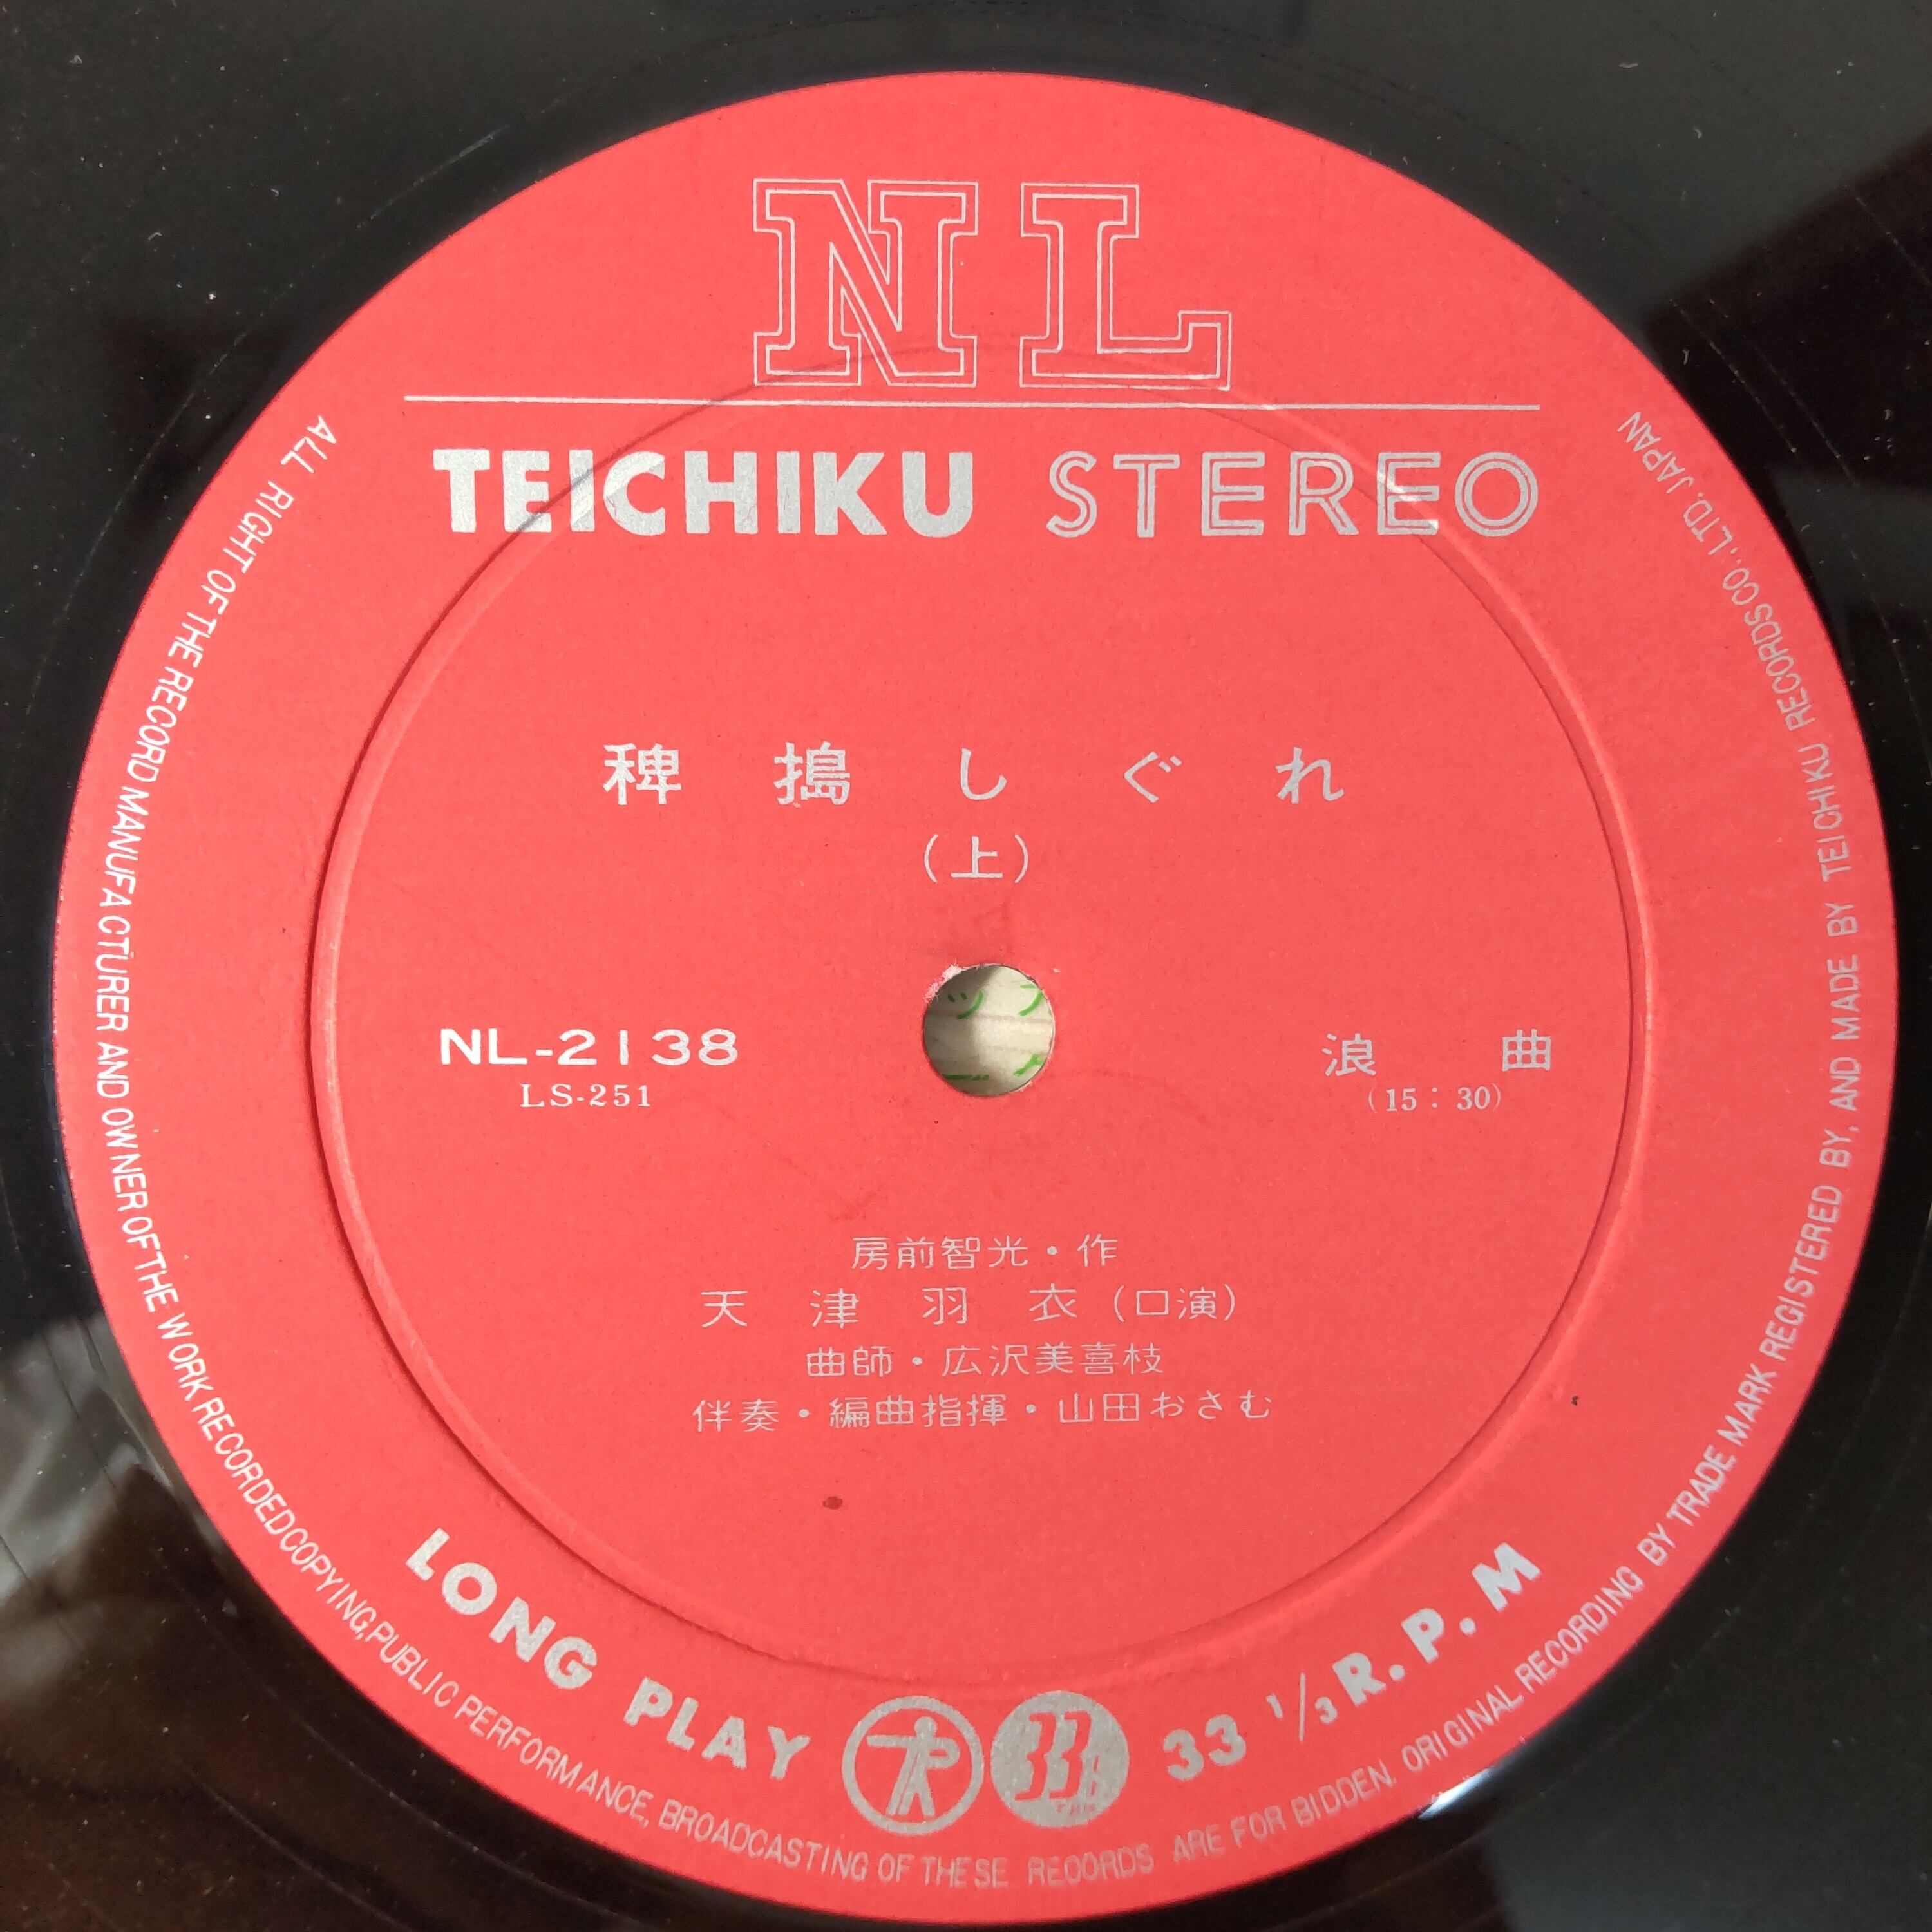 NL
TEICHIKU STEREO
稗搗しぐれ
(上)
NL-2138
LS-251
浪曲
(15:30)
房前智光・作
天津羽衣(口演)
曲師・広沢美喜枝
伴奏・編曲指揮・山田おさむ
LONG PLAY 33 1/3 R.P.M
ALL RIGHT OF THE RECORD MANUFACTURER AND OWNER OF THE WORK RECORDED COPYING, PUBLIC PERFORMANCE, BROADCASTING OF THESE RECORDS ARE FOR BIDDEN. ORIGINAL RECORDING BY TRADE MARK REGISTERED BY, AND MADE BY TEICHIKU RECORDS CO., LTD. JAPAN